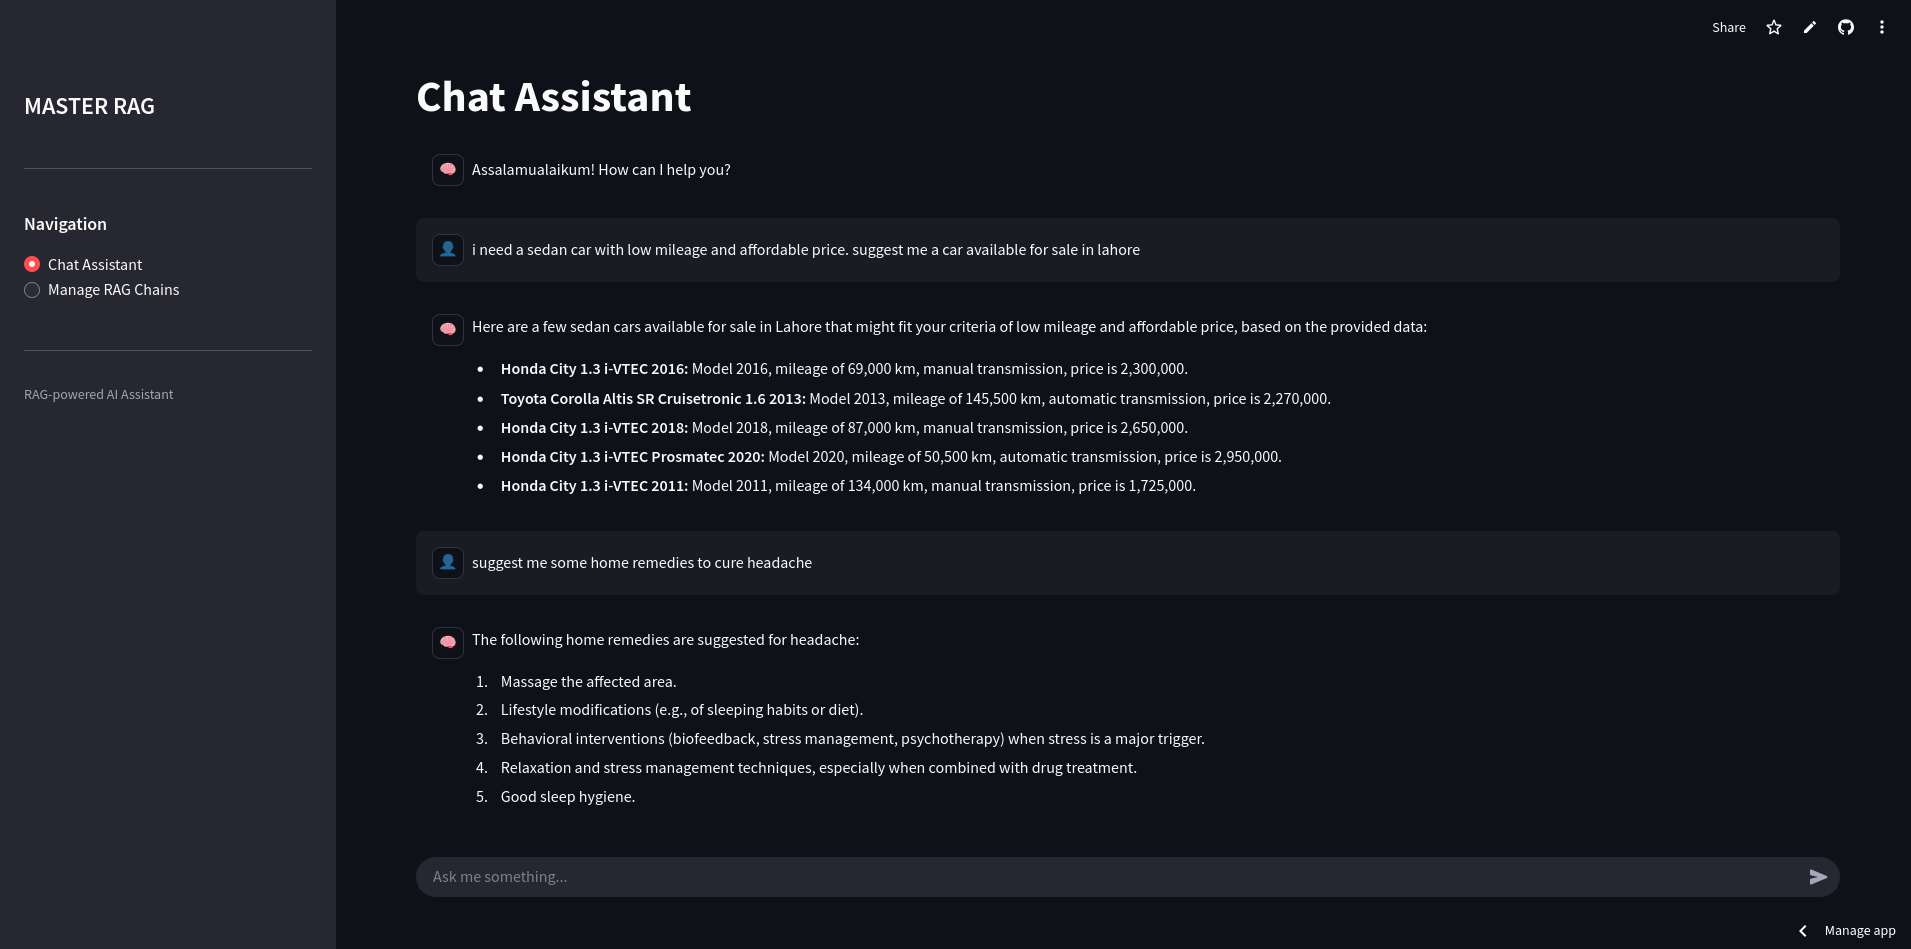 Share
MASTER RAG
Navigation
Chat Assistant
Manage RAG Chains
RAG-powered AI Assistant
Chat Assistant
Assalamualaikum! How can I help you?
i need a sedan car with low mileage and affordable price. suggest me a car available for sale in lahore
Here are a few sedan cars available for sale in Lahore that might fit your criteria of low mileage and affordable price, based on the provided data:
• Honda City 1.3 i-VTEC 2016: Model 2016, mileage of 69,000 km, manual transmission, price is 2,300,000.
• Toyota Corolla Altis SR Cruisetronic 1.6 2013: Model 2013, mileage of 145,500 km, automatic transmission, price is 2,270,000.
• Honda City 1.3 i-VTEC 2018: Model 2018, mileage of 87,000 km, manual transmission, price is 2,650,000.
• Honda City 1.3 i-VTEC Prosmatec 2020: Model 2020, mileage of 50,500 km, automatic transmission, price is 2,950,000.
• Honda City 1.3 i-VTEC 2011: Model 2011, mileage of 134,000 km, manual transmission, price is 1,725,000.
suggest me some home remedies to cure headache
The following home remedies are suggested for headache:
1. Massage the affected area.
2. Lifestyle modifications (e.g., of sleeping habits or diet).
3. Behavioral interventions (biofeedback, stress management, psychotherapy) when stress is a major trigger.
4. Relaxation and stress management techniques, especially when combined with drug treatment.
5. Good sleep hygiene.
Ask me something...
Manage app